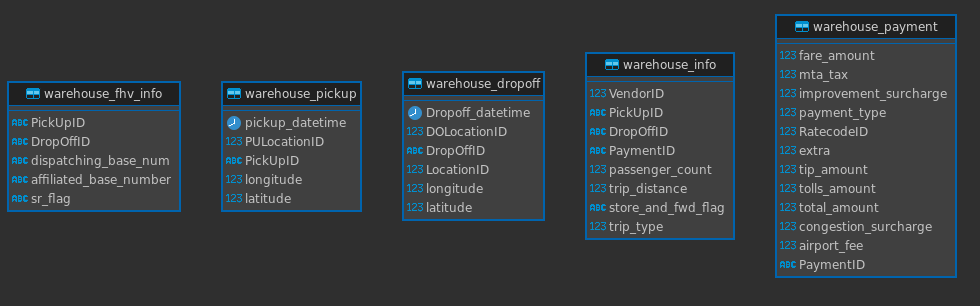 warehouse_fhv_info
ABC PickUpID
ABC DropOffID
ABC dispatching_base_num
ABC affiliated_base_number
ABC sr_flag
warehouse_pickup
pickup_datetime
123 PULocationID
ABC PickUpID
123 longitude
123 latitude
warehouse_dropoff
Dropoff_datetime
123 DOLocationID
ABC DropOffID
123 LocationID
123 longitude
123 latitude
warehouse_info
123 VendorID
ABC PickUpID
ABC DropOffID
ABC PaymentID
123 passenger_count
123 trip_distance
ABC store_and_fwd_flag
123 trip_type
warehouse_payment
123 fare_amount
123 mta_tax
123 improvement_surcharge
123 payment_type
123 RatecodeID
123 extra
123 tip_amount
123 tolls_amount
123 total_amount
123 congestion_surcharge
123 airport_fee
ABC PaymentID